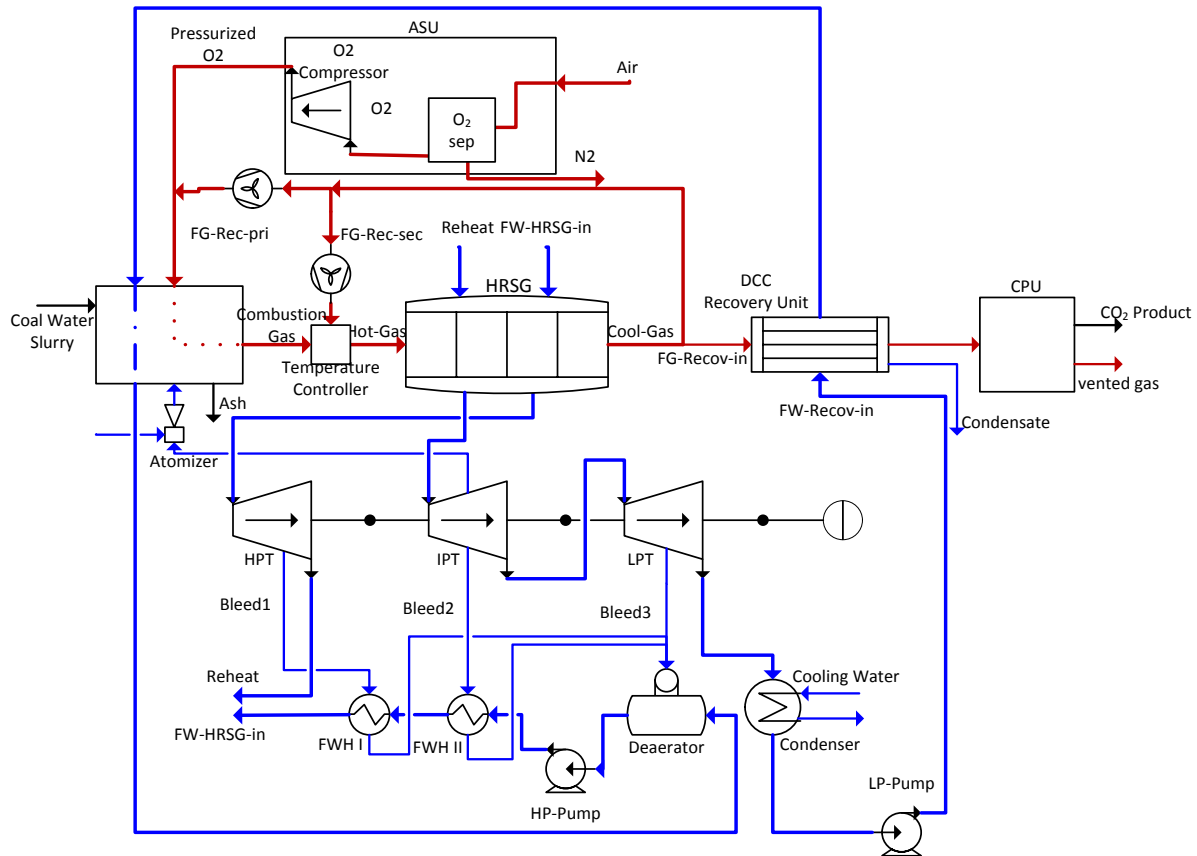 ASU
Pressurized
O2
O2
Compressor
Air
O2
O₂
sep
N2
FG-Rec-pri
FG-Rec-sec
Reheat FW-HRSG-in
HRSG
DCC
Recovery Unit
CPU
CO₂ Product
Coal Water
Slurry
Combustion
Gas
Hot-Gas
Cool-Gas
FG-Recov-in
Temperature
Controller
vented gas
Ash
FW-Recov-in
Condensate
Atomizer
HPT
IPT
LPT
Bleed1
Bleed2
Bleed3
Reheat
Cooling Water
FW-HRSG-in
FWH I
FWH II
Deaerator
Condenser
LP-Pump
HP-Pump